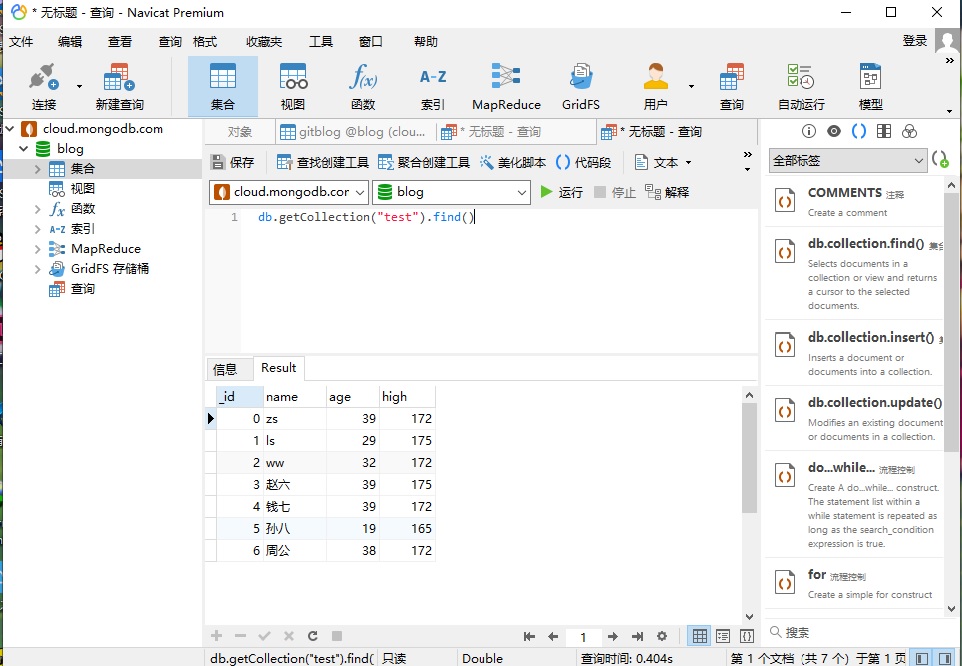 * 无标题 - 查询 - Navicat Premium
文件 编辑 查看 查询 格式 收藏夹 工具 窗口 帮助 登录
连接 新建查询 集合 视图 函数 索引 MapReduce GridFS 用户 查询 自动运行 模型
f(x) A-Z
cloud.mongodb.com
blog
集合
视图
fx 函数
A-Z 索引
MapReduce
GridFS 存储桶
查询
对象 gitblog @blog (clou... * 无标题 - 查询 * 无标题 - 查询
保存 查找创建工具 聚合创建工具 美化脚本 () 代码段 文本
cloud.mongodb.cor blog 运行 停止 解释
1 db.getCollection("test").find()
信息 Result
_id name age high
0 zs 39 172
1 ls 29 175
2 ww 32 172
3 赵六 39 175
4 钱七 39 172
5 孙八 19 165
6 周公 38 172
1
db.getCollection("test").find( 只读 Double 查询时间: 0.404s 第 1 个文档 (共 7 个) 于第 1 页
全部标签
COMMENTS 注释
Create a comment
db.collection.find()
Selects documents in a
collection or view and returns
a cursor to the selected
documents.
db.collection.insert()
Inserts a document or
documents into a collection.
db.collection.update()
Modifies an existing document
or documents in a collection.
do...while... 流程控制
Create A do...while... construct.
The statement list within a
while statement is repeated as
long as the search_condition
expression is true.
for 流程控制
Create a simple for construct
搜索